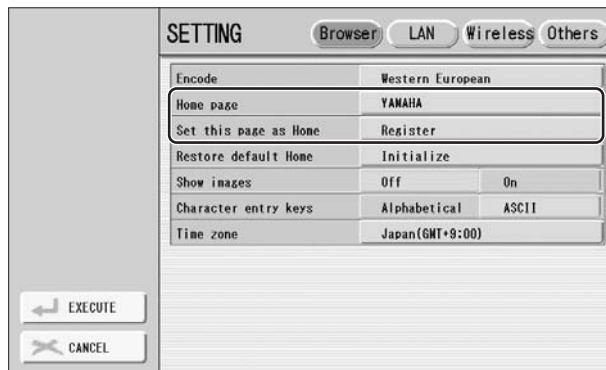 SETTING Browser LAN Wireless Others
Encode Western European
Home page YAMAHA
Set this page as Home Register
Restore default Home Initialize
Show images Off On
Character entry keys Alphabetical ASCII
Time zone Japan(GMT+9:00)
EXECUTE
CANCEL